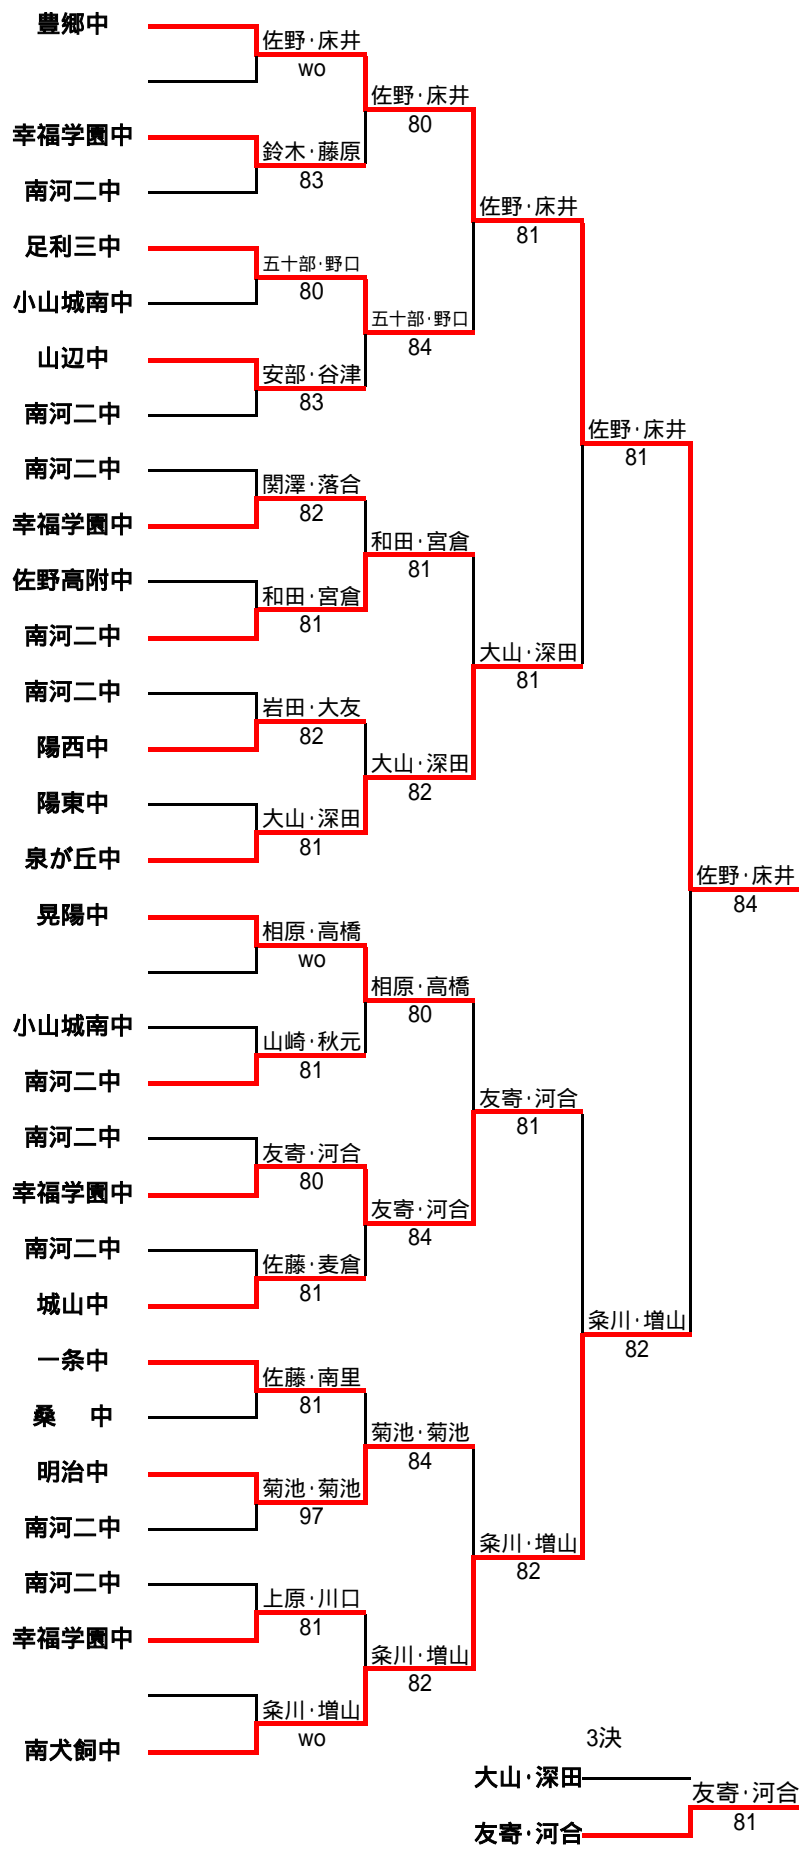 豊郷中
佐野・床井
wo
佐野・床井
80
幸福学園中
鈴木・藤原
83
南河二中
佐野・床井
81
足利三中
五十部・野口
80
小山城南中
五十部・野口
84
山辺中
安部・谷津
83
南河二中
佐野・床井
81
南河二中
関澤・落合
82
幸福学園中
和田・宮倉
81
佐野高附中
和田・宮倉
81
南河二中
大山・深田
81
南河二中
岩田・大友
82
陽西中
大山・深田
82
陽東中
大山・深田
81
泉が丘中
佐野・床井
84
晃陽中
相原・高橋
wo
相原・高橋
80
小山城南中
山崎・秋元
81
南河二中
友寄・河合
81
南河二中
友寄・河合
80
幸福学園中
友寄・河合
84
南河二中
佐藤・麦倉
81
城山中
粂川・増山
82
一条中
佐藤・南里
81
桑 中
菊池・菊池
84
明治中
菊池・菊池
97
南河二中
粂川・増山
82
南河二中
上原・川口
81
幸福学園中
粂川・増山
82
粂川・増山
wo
南犬飼中
3決
大山・深田
友寄・河合
81
友寄・河合